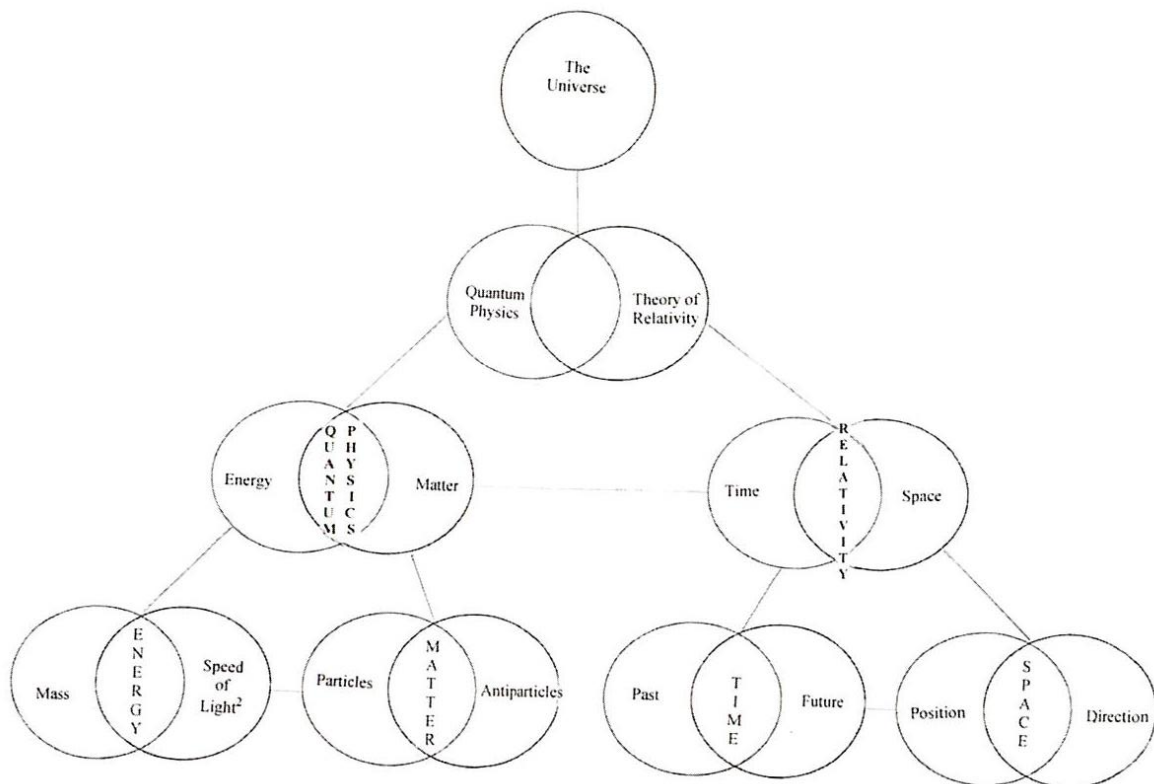 The
Universe
Quantum
Physics
Theory of
Relativity
Energy
QUANTUM
PHYSICS
Matter
Time
RELATIVITY
Space
Mass
ENERGY
Speed
of
Light²
Particles
MATTER
Antiparticles
Past
TIME
Future
Position
SPACE
Direction